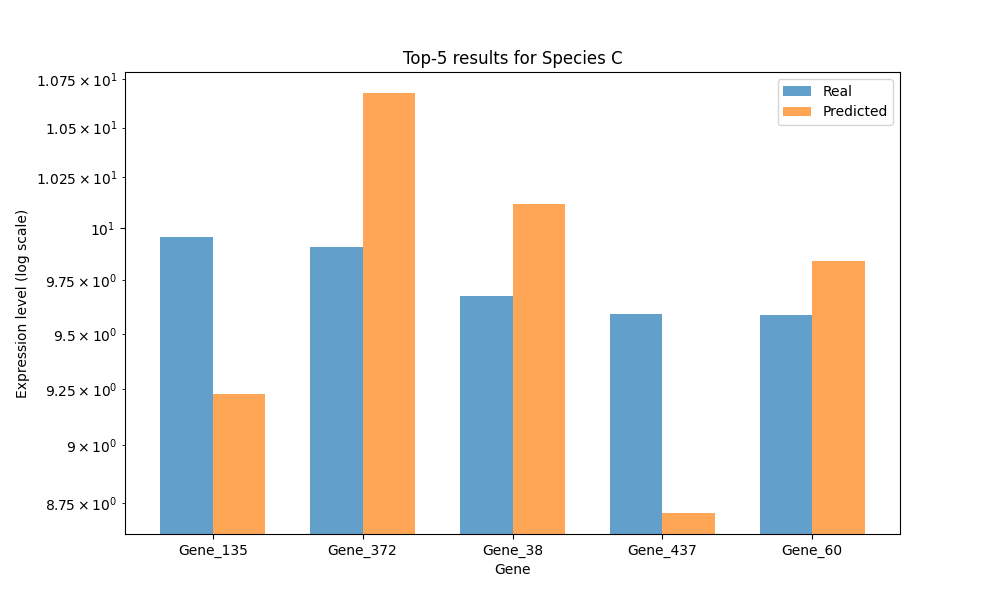 Top-5 results for Species C
Real
Predicted
Expression level (log scale)
1.075 × 10¹
1.05 × 10¹
1.025 × 10¹
10¹
9.75 × 10⁰
9.5 × 10⁰
9.25 × 10⁰
9 × 10⁰
8.75 × 10⁰
Gene_135 Gene_372 Gene_38 Gene_437 Gene_60
Gene